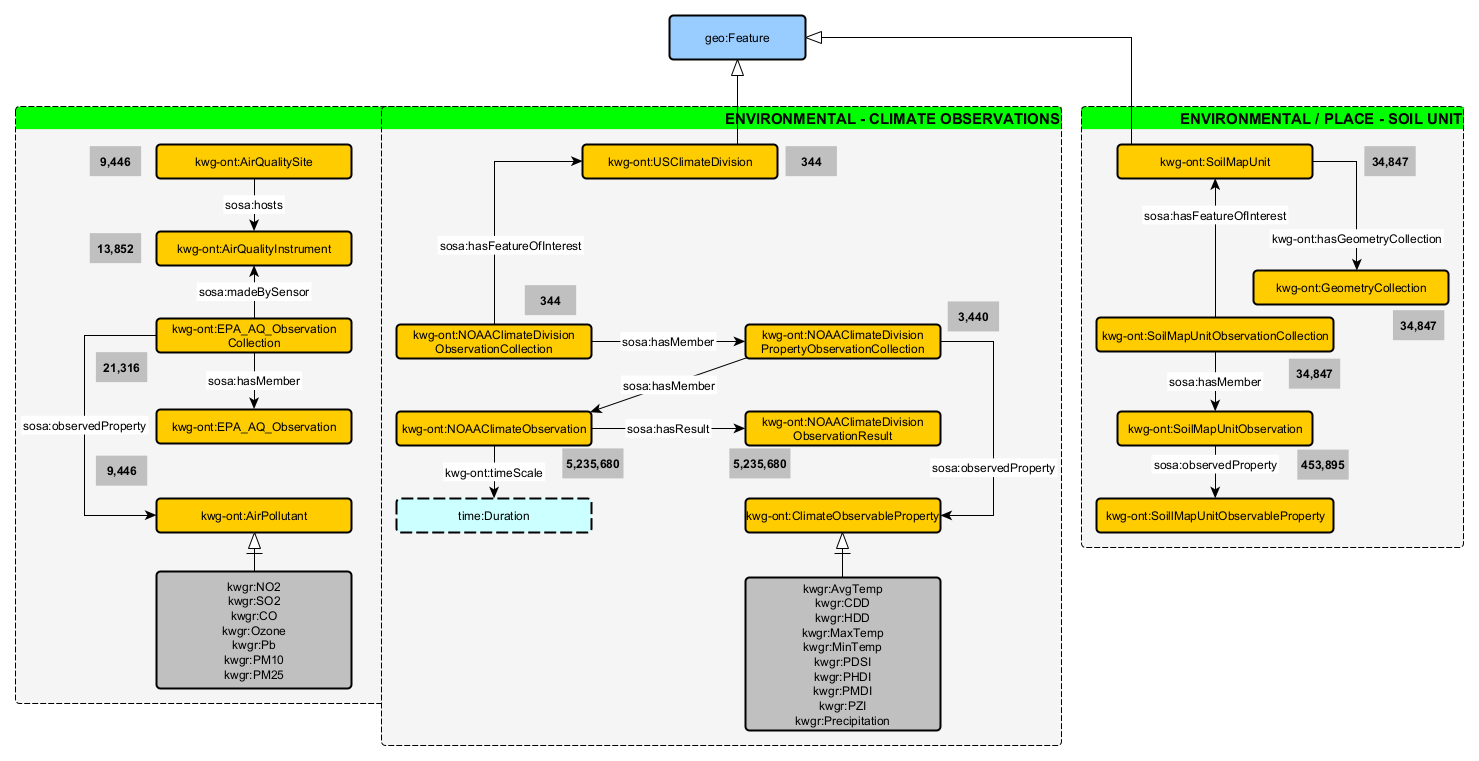 geo:Feature
ENVIRONMENTAL - CLIMATE OBSERVATIONS
ENVIRONMENTAL / PLACE - SOIL UNIT
9,446
kwg-ont:AirQualitySite
sosa:hosts
13,852
kwg-ont:AirQualityInstrument
sosa:madeBySensor
kwg-ont:EPA_AQ_Observation
Collection
21,316
sosa:hasMember
sosa:observedProperty
kwg-ont:EPA_AQ_Observation
9,446
kwg-ont:AirPollutant
kwgr:NO2
kwgr:SO2
kwgr:CO
kwgr:Ozone
kwgr:Pb
kwgr:PM10
kwgr:PM25
kwg-ont:USClimateDivision
344
sosa:hasFeatureOfInterest
344
kwg-ont:NOAAClimateDivision
ObservationCollection
sosa:hasMember
3,440
kwg-ont:NOAAClimateDivision
PropertyObservationCollection
sosa:hasMember
kwg-ont:NOAAClimateObservation
sosa:hasResult
kwg-ont:NOAAClimateDivision
ObservationResult
5,235,680
5,235,680
kwg-ont:timeScale
sosa:observedProperty
time:Duration
kwg-ont:ClimateObservableProperty
kwgr:AvgTemp
kwgr:CDD
kwgr:HDD
kwgr:MaxTemp
kwgr:MinTemp
kwgr:PDSI
kwgr:PHDI
kwgr:PMDI
kwgr:PZI
kwgr:Precipitation
kwg-ont:SoilMapUnit
34,847
sosa:hasFeatureOfInterest
kwg-ont:hasGeometryCollection
kwg-ont:GeometryCollection
34,847
kwg-ont:SoilMapUnitObservationCollection
34,847
sosa:hasMember
kwg-ont:SoilMapUnitObservation
sosa:observedProperty
453,895
kwg-ont:SoillMapUnitObservableProperty